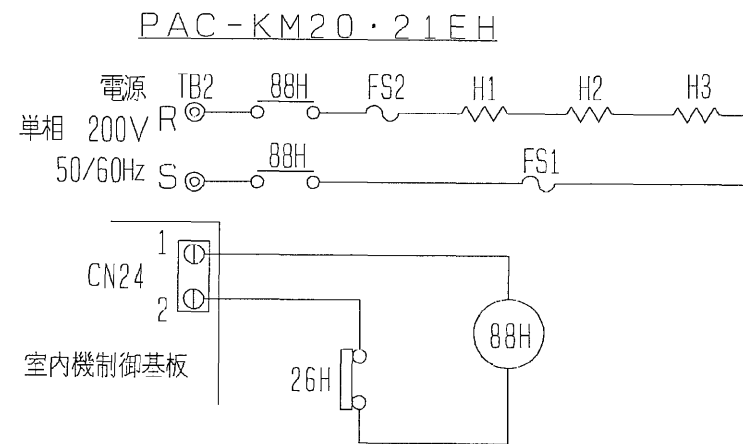 PAC-KM20・21EH
電源 TB2 88H FS2 H1 H2 H3
単相 200V R
50/60Hz S 88H FS1
CN24 1
2
88H
室内機制御基板
26H